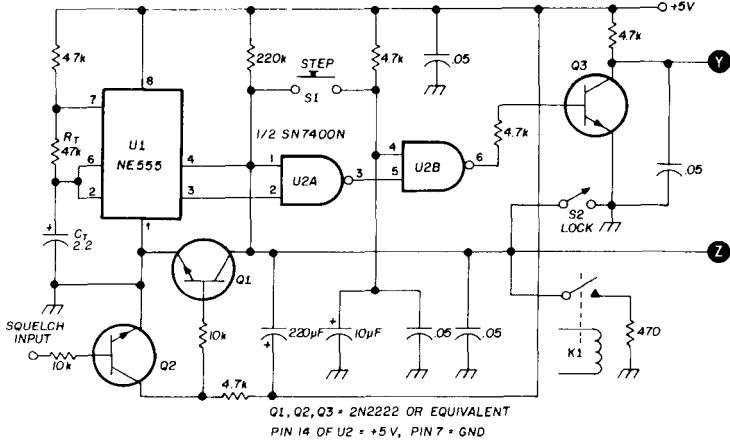 +5V
4.7k
220k
STEP
S1
4.7k
.05
4.7k
Q3
Y
8
7
U1
NE555
RT
47k
6
2
4
3
1
1/2 SN7400N
1
2
U2A
3
4
5
U2B
6
4.7k
.05
S2
LOCK
+
CT
2.2
Q1
Z
SQUELCH
INPUT
10k
Q2
10k
4.7k
220µF
+
+
10µF
.05
.05
K1
470
Q1, Q2, Q3 = 2N2222 OR EQUIVALENT
PIN 14 OF U2 = +5V, PIN 7 = GND